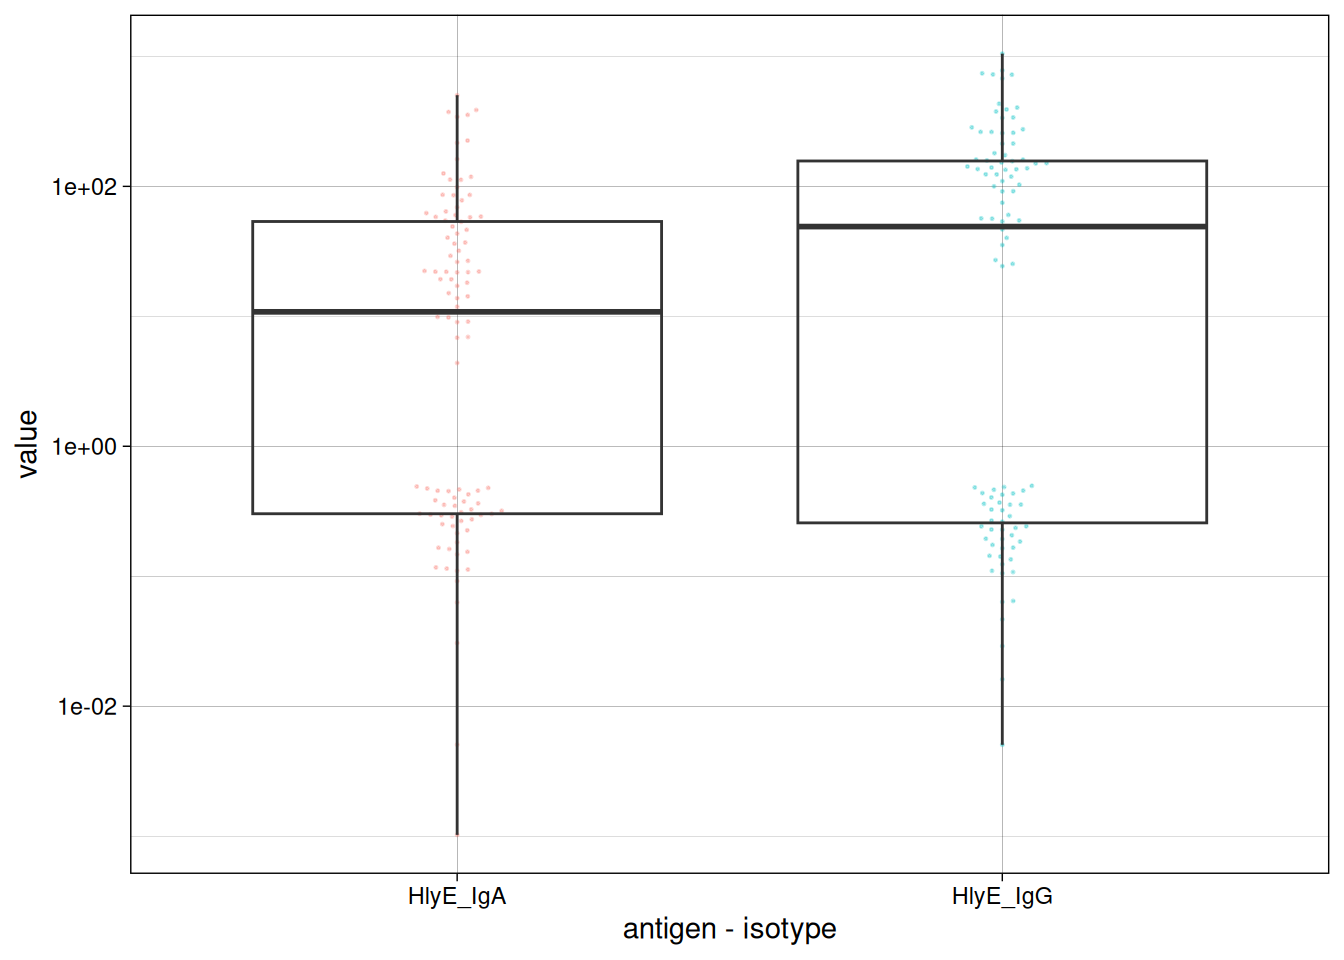 value
1e+02
1e+00
1e-02
HlyE_IgA
HlyE_IgG
antigen - isotype